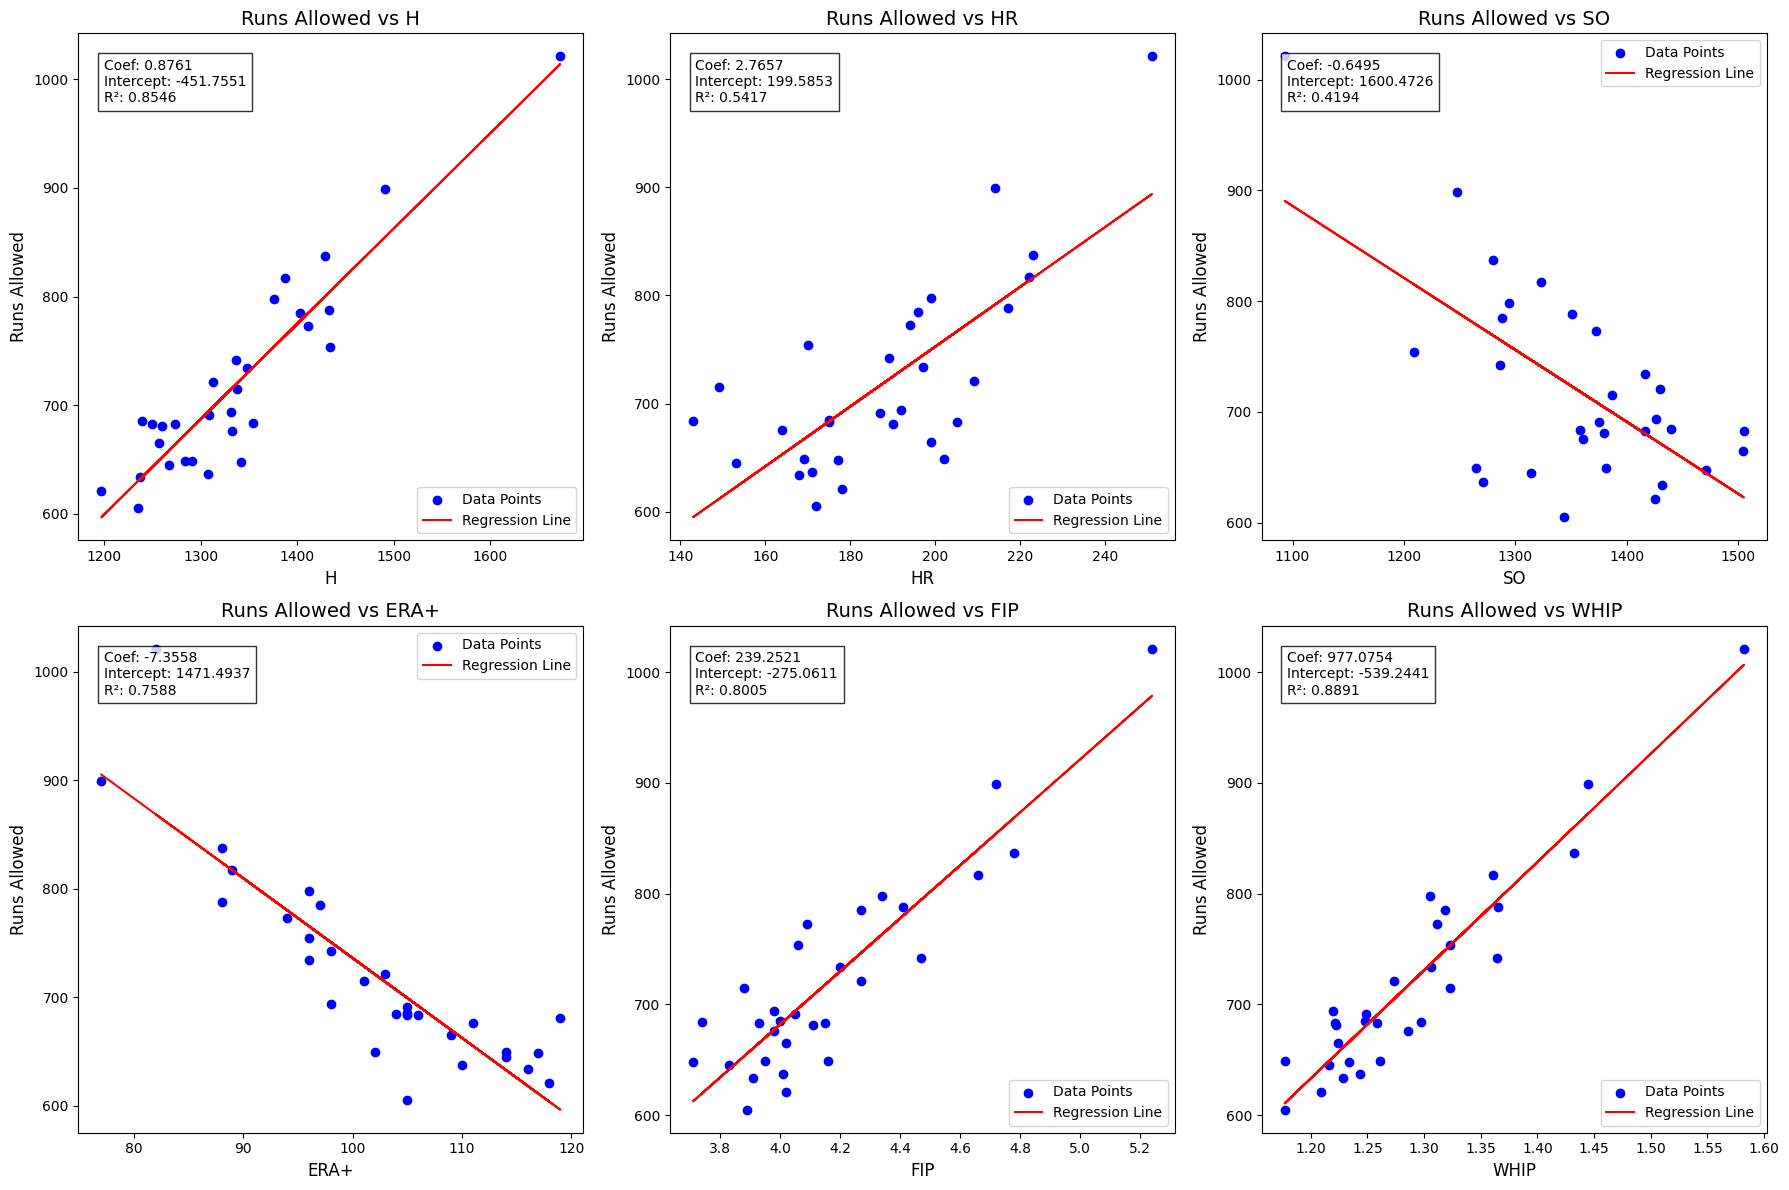 Runs Allowed vs H
Coef: 0.8761
Intercept: -451.7551
R²: 0.8546
1000
900
800
700
600
Runs Allowed
Data Points
Regression Line
1200 1300 1400 1500 1600
H
Runs Allowed vs HR
Coef: 2.7657
Intercept: 199.5853
R²: 0.5417
1000
900
800
700
600
Runs Allowed
Data Points
Regression Line
140 160 180 200 220 240
HR
Runs Allowed vs SO
Data Points
Regression Line
Coef: -0.6495
Intercept: 1600.4726
R²: 0.4194
1000
900
800
700
600
Runs Allowed
1100 1200 1300 1400 1500
SO
Runs Allowed vs ERA+
Data Points
Regression Line
Coef: -7.3558
Intercept: 1471.4937
R²: 0.7588
1000
900
800
700
600
Runs Allowed
80 90 100 110 120
ERA+
Runs Allowed vs FIP
Coef: 239.2521
Intercept: -275.0611
R²: 0.8005
1000
900
800
700
600
Runs Allowed
Data Points
Regression Line
3.8 4.0 4.2 4.4 4.6 4.8 5.0 5.2
FIP
Runs Allowed vs WHIP
Coef: 977.0754
Intercept: -539.2441
R²: 0.8891
1000
900
800
700
600
Runs Allowed
Data Points
Regression Line
1.20 1.25 1.30 1.35 1.40 1.45 1.50 1.55 1.60
WHIP